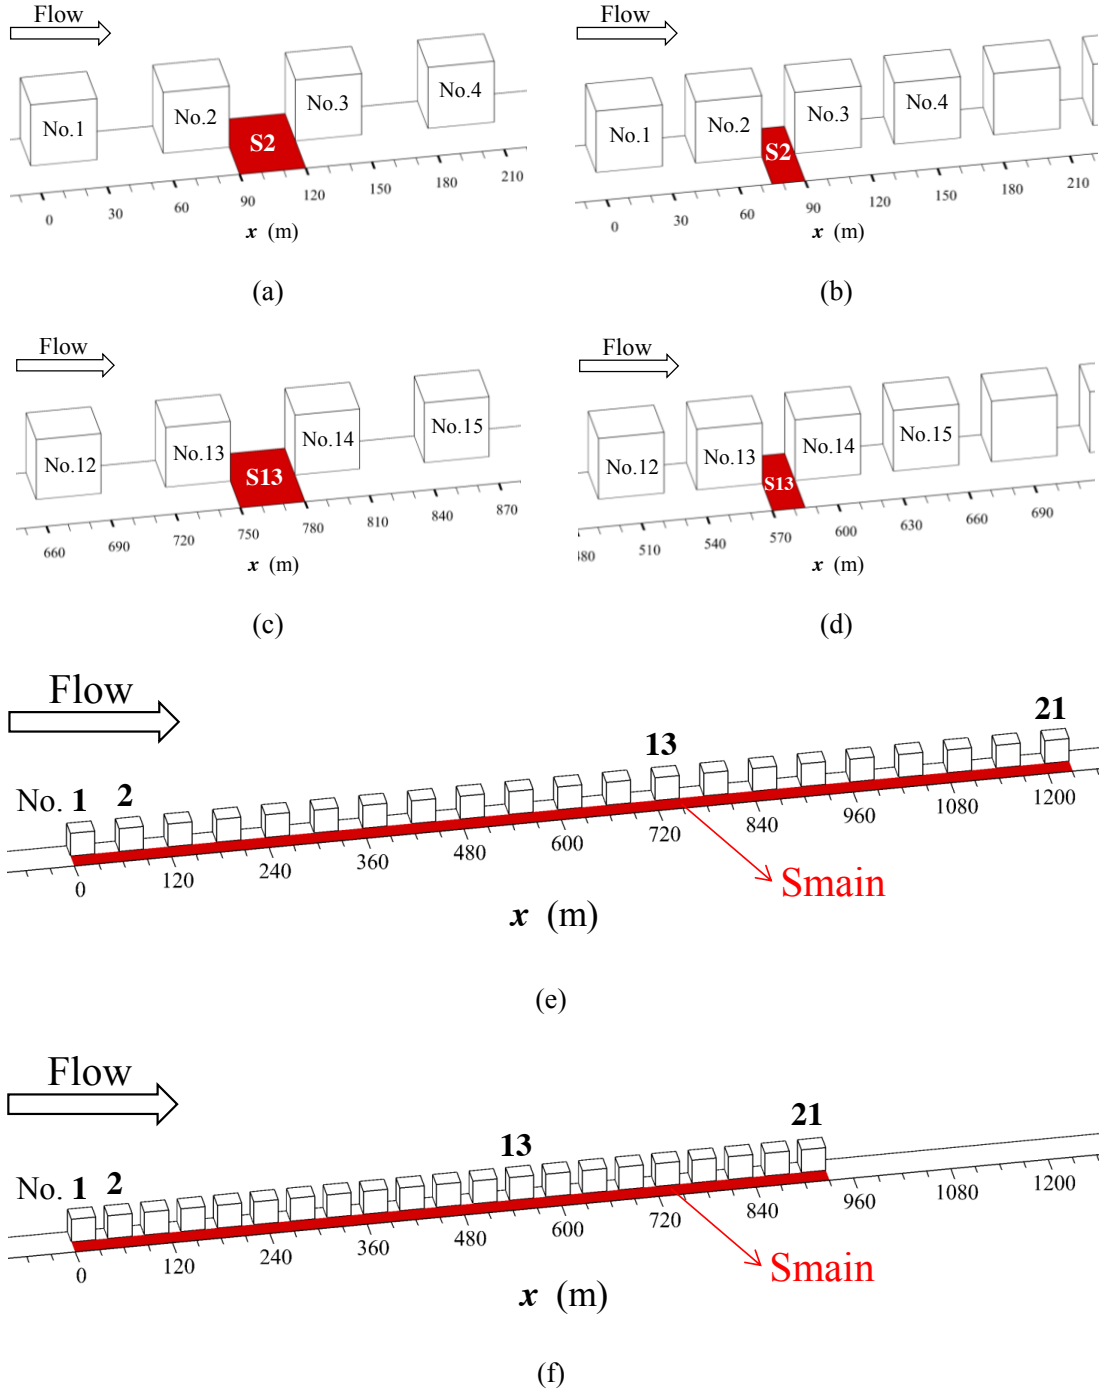 Flow
No.1 No.2 No.3 No.4
S2
0 30 60 90 120 150 180 210
x (m)
(a)
Flow
No.1 No.2 No.3 No.4
S2
0 30 60 90 120 150 180 210
x (m)
(b)
Flow
No.12 No.13 No.14 No.15
S13
660 690 720 750 780 810 840 870
x (m)
(c)
Flow
No.12 No.13 No.14 No.15
S13
480 510 540 570 600 630 660 690
x (m)
(d)
Flow
No. 1 2 13 21
0 120 240 360 480 600 720 840 960 1080 1200
Smain
x (m)
(e)
Flow
No. 1 2 13 21
0 120 240 360 480 600 720 840 960 1080 1200
Smain
x (m)
(f)